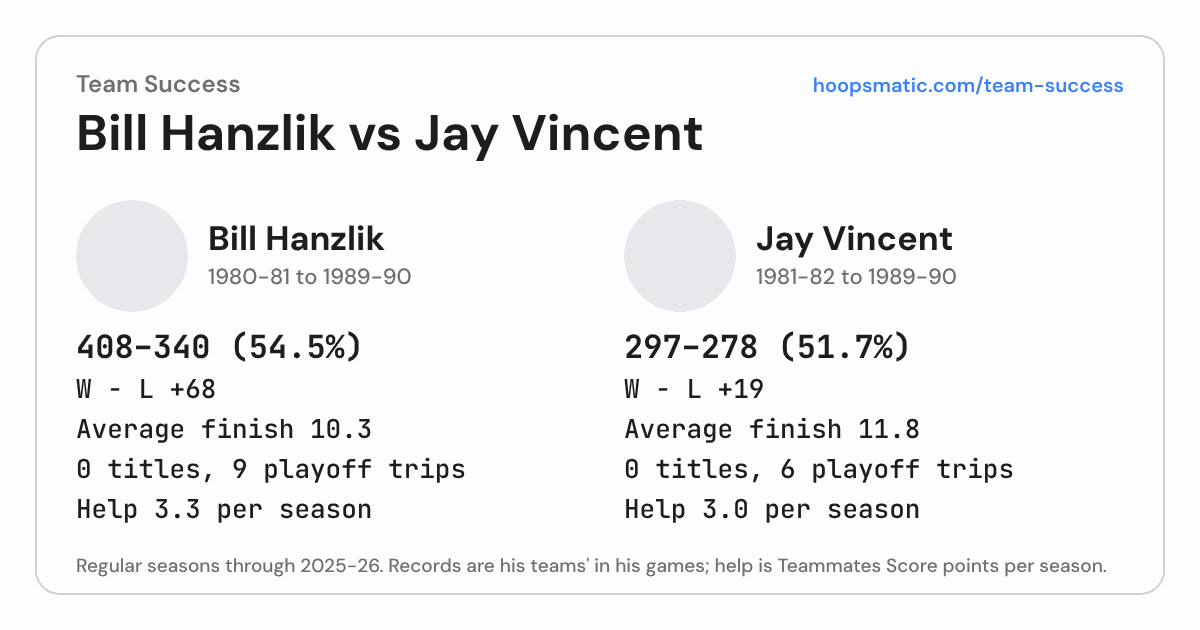 Team Success
hoopsmatic.com/team-success
Bill Hanzlik vs Jay Vincent
Bill Hanzlik
1980-81 to 1989-90
408-340 (54.5%)
W - L +68
Average finish 10.3
0 titles, 9 playoff trips
Help 3.3 per season
Jay Vincent
1981-82 to 1989-90
297-278 (51.7%)
W - L +19
Average finish 11.8
0 titles, 6 playoff trips
Help 3.0 per season
Regular seasons through 2025-26. Records are his teams' in his games; help is Teammates Score points per season.